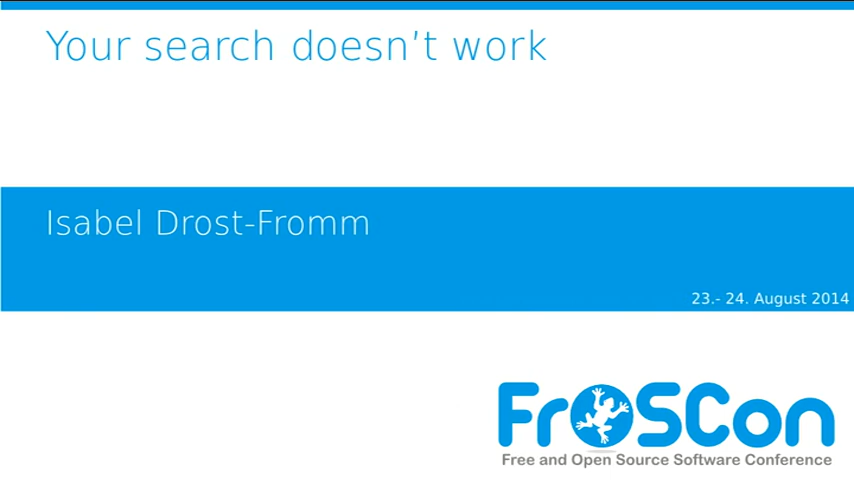 Your search doesn't work
Isabel Drost-Fromm
23.- 24. August 2014
FrOSCon
Free and Open Source Software Conference